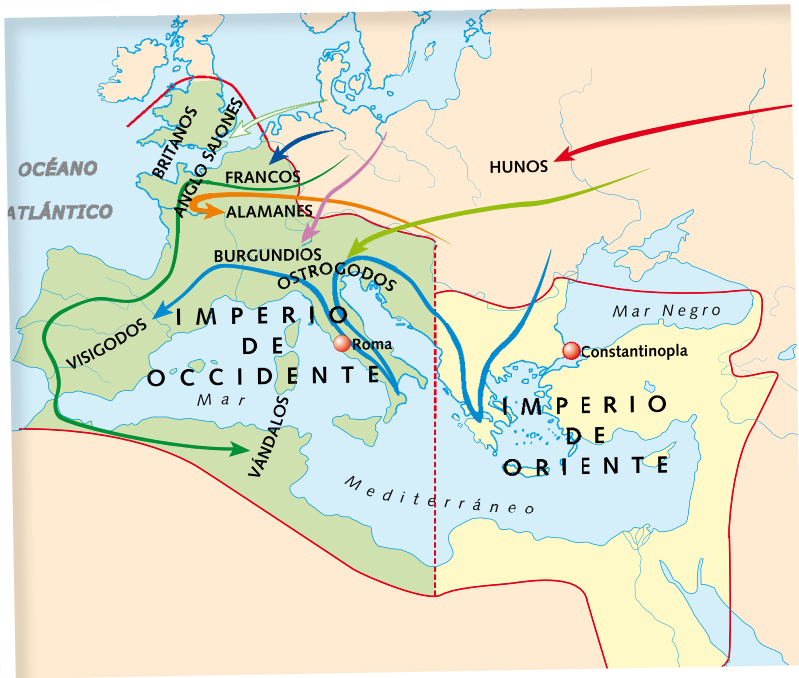 OCÉANO
ATLÁNTICO
BRITANOS
ANGLO SAJONES
FRANCOS
ALAMANES
BURGUNDIOS
OSTROGODOS
HUNOS
VISIGODOS
IMPERIO
DE
OCCIDENTE
Roma
Mar Negro
Constantinopla
IMPERIO
DE
ORIENTE
VÁNDALOS
Mar
Mediterráneo